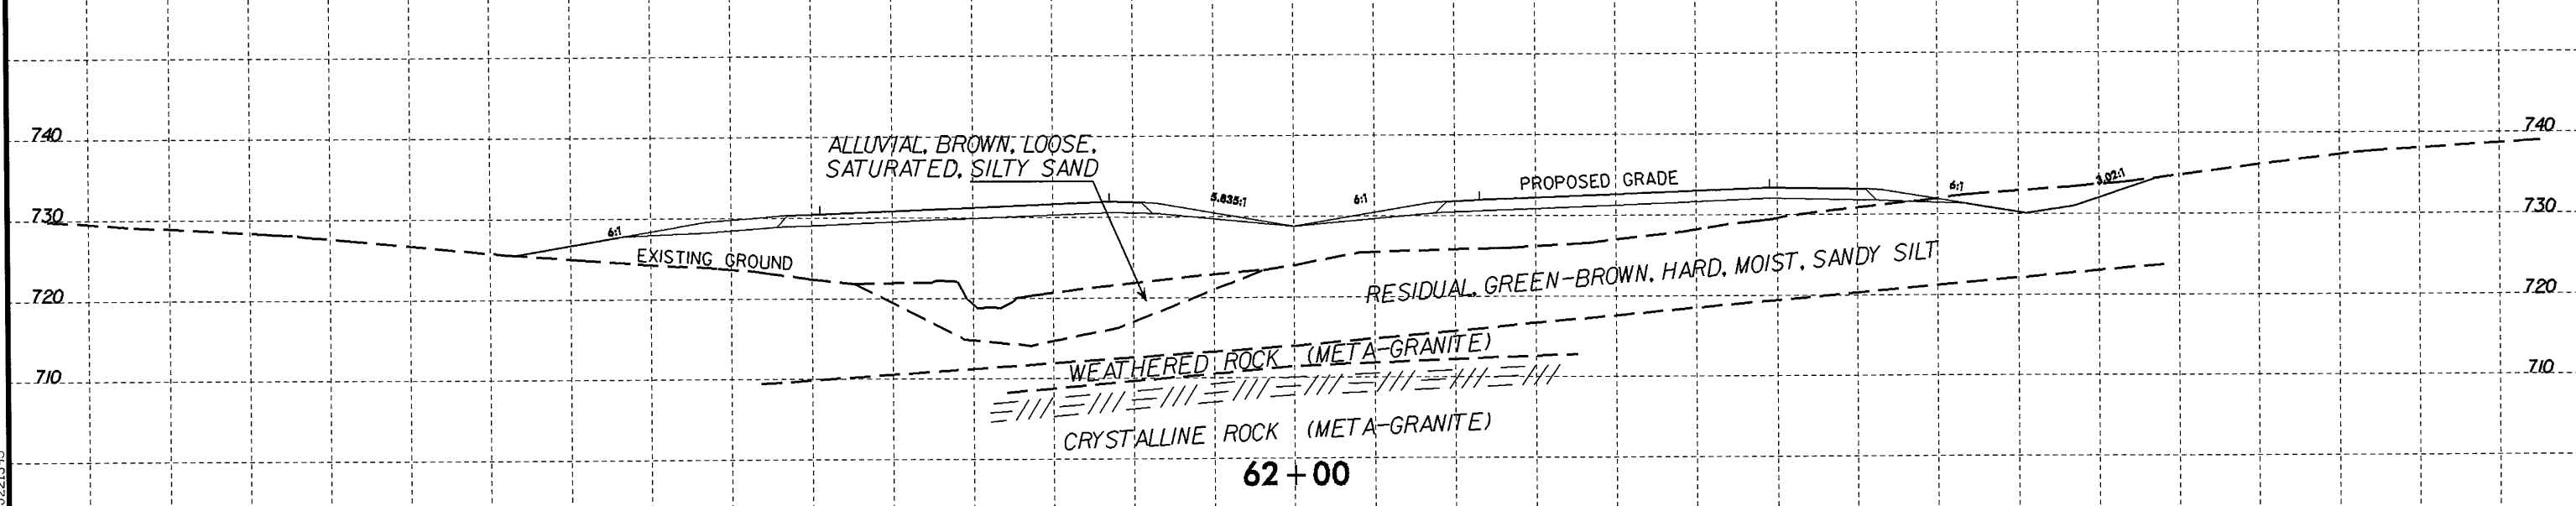 740
740
ALLUVIAL, BROWN, LOOSE,
SATURATED, SILTY SAND
PROPOSED GRADE
5.835:1
6:1
6:1
3.02:1
730
730
6:1
EXISTING GROUND
RESIDUAL, GREEN-BROWN, HARD, MOIST, SANDY SILT
720
720
WEATHERED ROCK (META-GRANITE)
710
710
CRYSTALLINE ROCK (META-GRANITE)
62+00